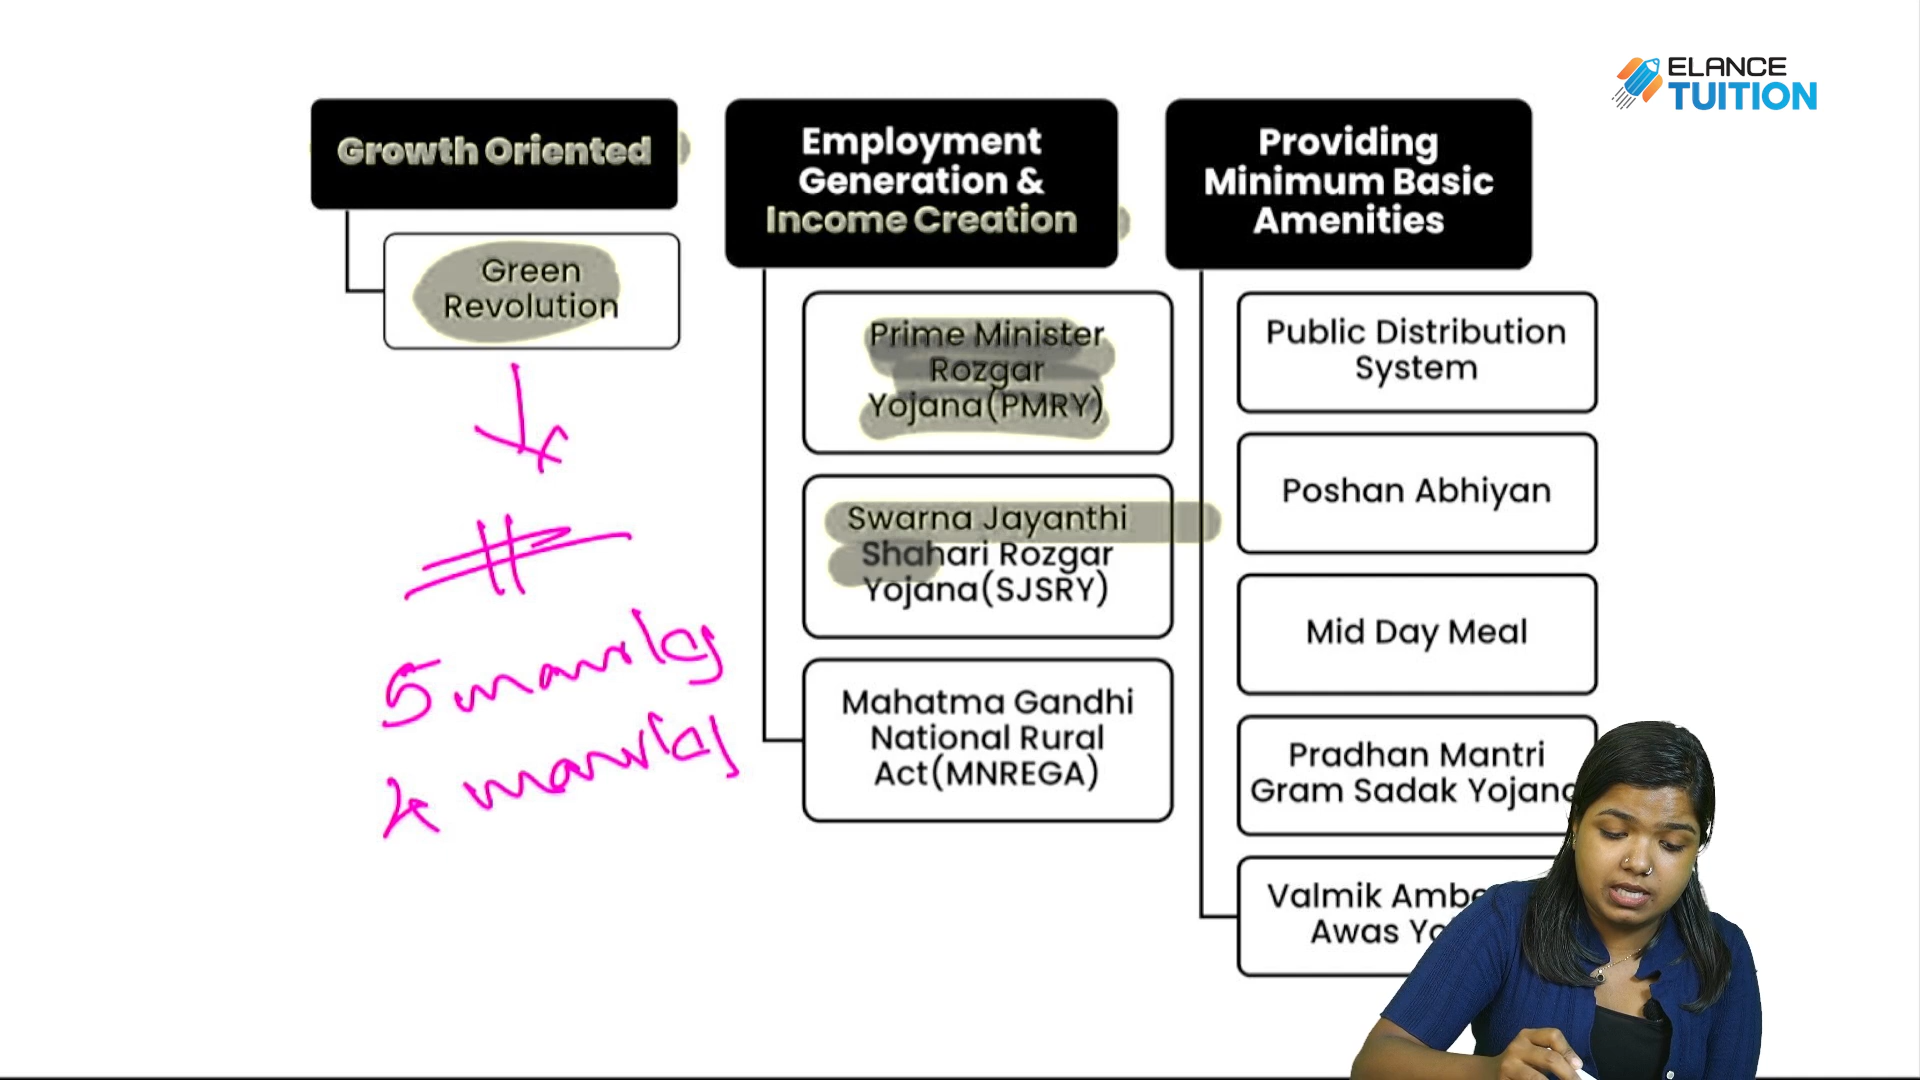 ELANCE
TUITION
Growth Oriented
Green
Revolution
5 marks
4 marks
Employment
Generation &
Income Creation
Prime Minister
Rozgar
Yojana(PMRY)
Swarna Jayanthi
Shahari Rozgar
Yojana(SJSRY)
Mahatma Gandhi
National Rural
Act(MNREGA)
Providing
Minimum Basic
Amenities
Public Distribution
System
Poshan Abhiyan
Mid Day Meal
Pradhan Mantri
Gram Sadak Yojana
Valmik
Awas